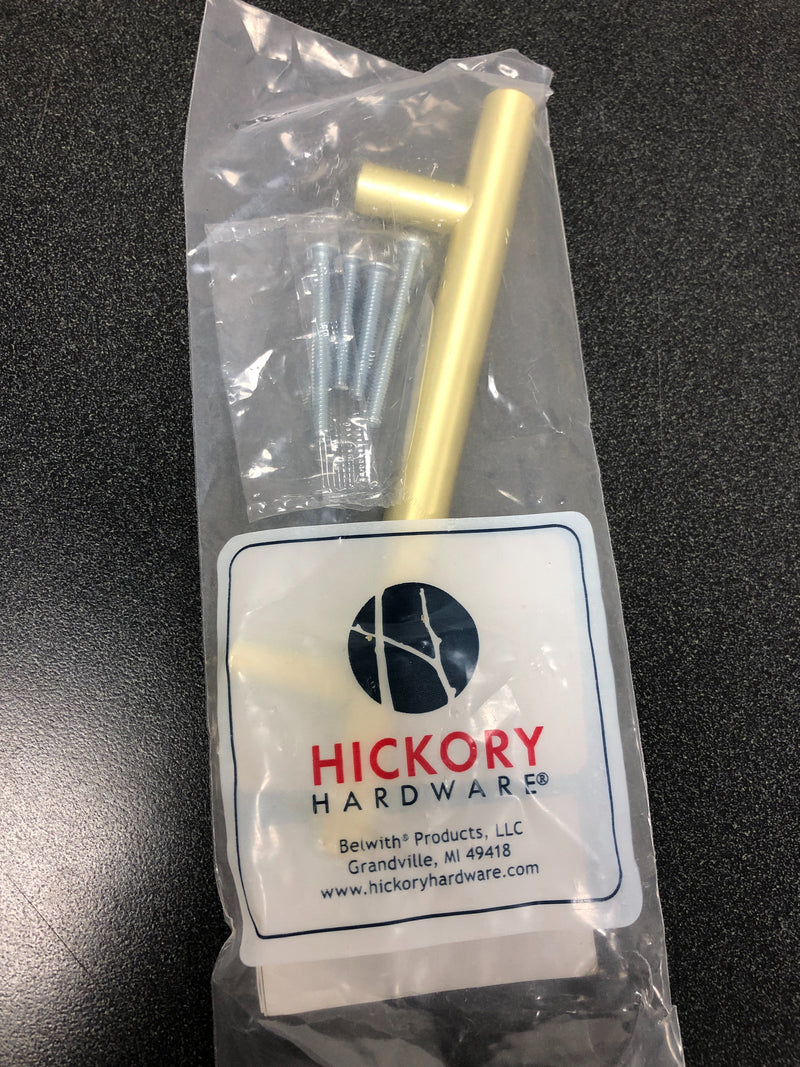 HICKORY
HARDWARE®
Belwith® Products, LLC
Grandville, MI 49418
www.hickoryhardware.com